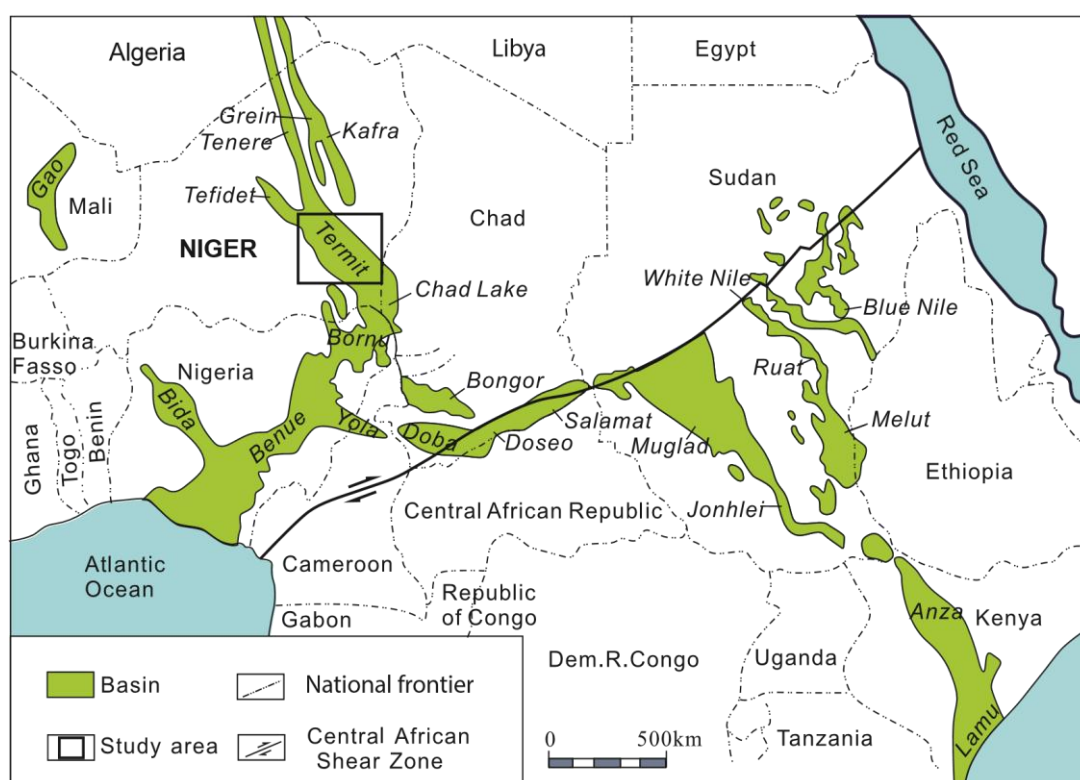 Algeria
Libya
Egypt
Grein
Tenere
Kafra
Red Sea
Gao
Mali
Tefidet
Sudan
Chad
NIGER
Termit
White Nile
Chad Lake
Blue Nile
Burkina
Fasso
Bornu
Nigeria
Ruat
Bongor
Bida
Salamat
Melut
Benue
Yola
Doba
Doseo
Muglad
Ghana
Togo
Benin
Ethiopia
Central African Republic
Jonhlei
Atlantic
Ocean
Cameroon
Republic
of Congo
Gabon
Anza
Kenya
Dem.R.Congo
Uganda
Lamu
Tanzania
Basin
National frontier
Study area
Central African
Shear Zone
0
500km